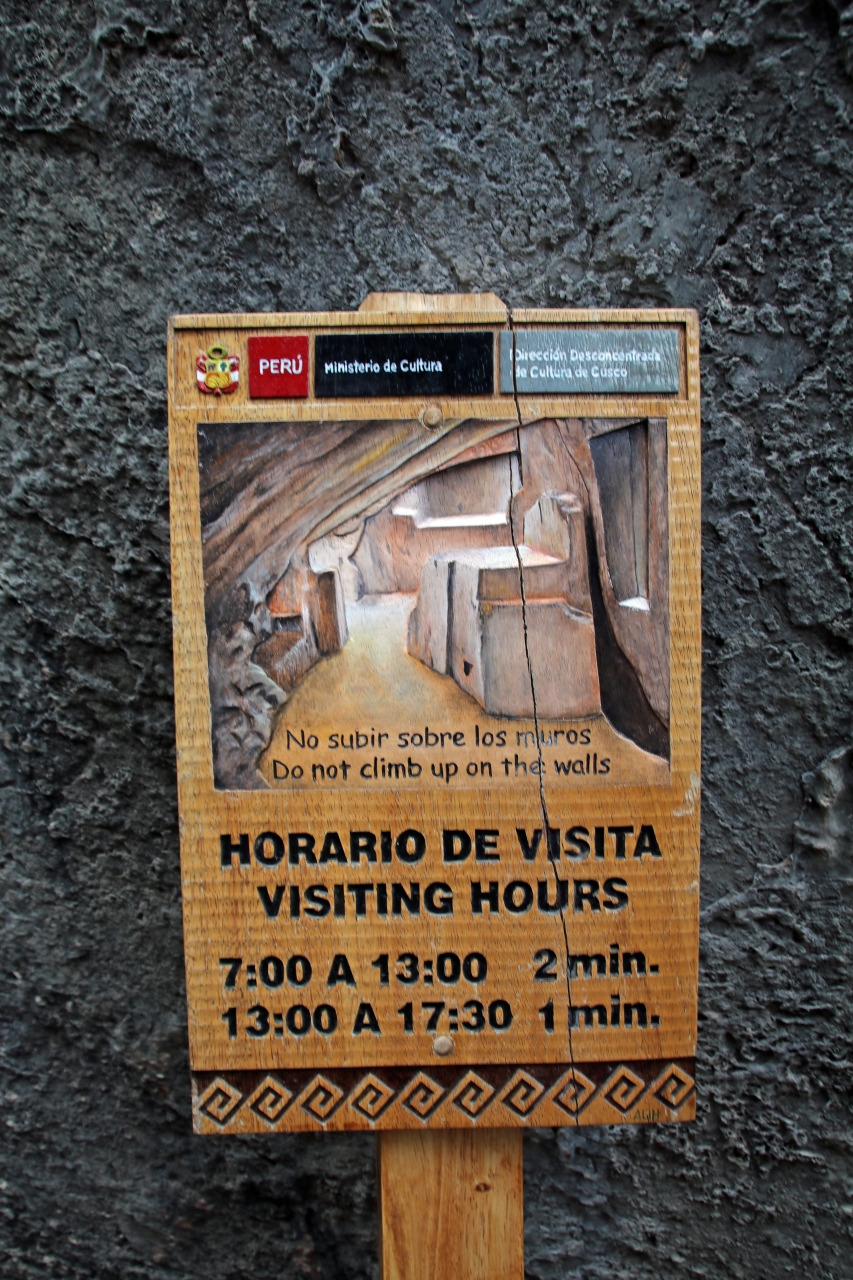 PERÚ
Ministerio de Cultura
Dirección Desconcentrada
de Cultura de Cusco
No subir sobre los muros
Do not climb up on the walls
HORARIO DE VISITA
VISITING HOURS
7:00 A 13:00 2 min.
13:00 A 17:30 1 min.